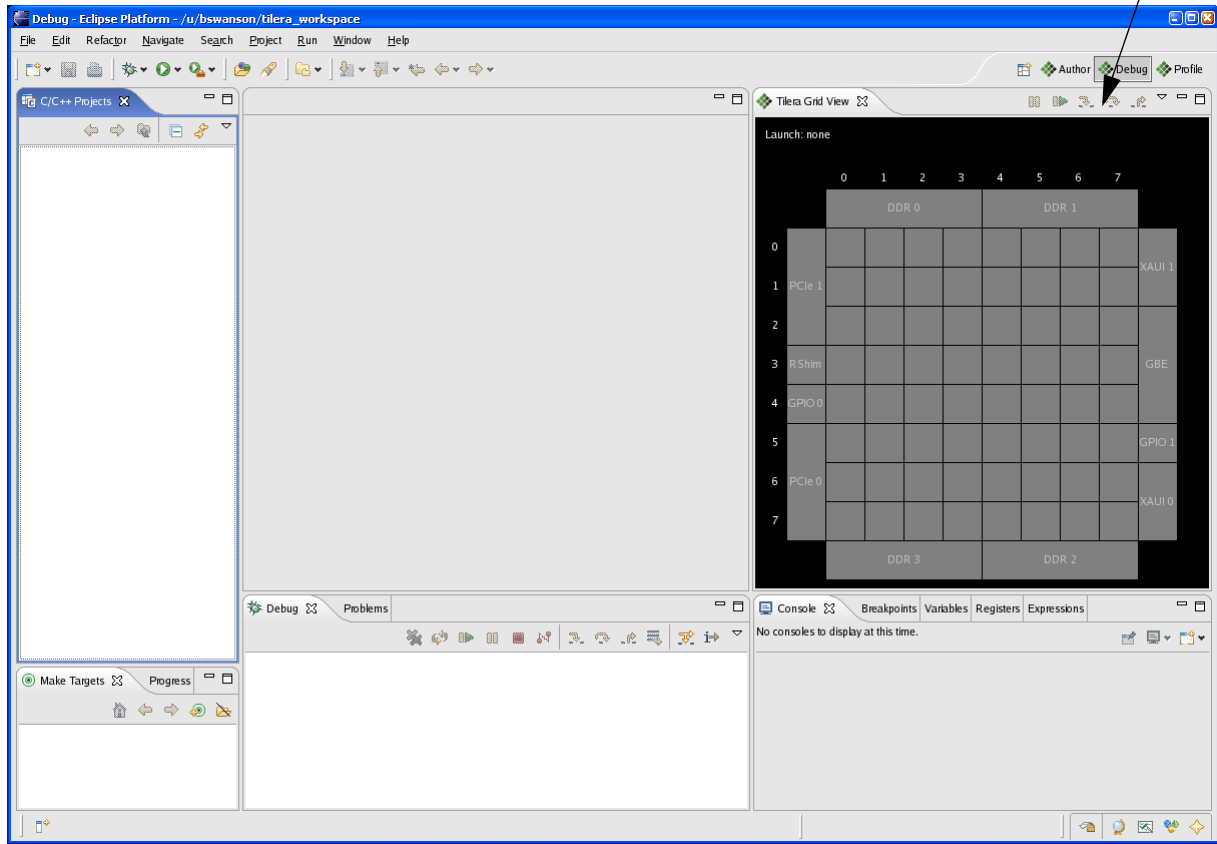 Debug - Eclipse Platform - /u/bswanson/tilera_workspace
File Edit Refactor Navigate Search Project Run Window Help
Author Debug Profile
C/C++ Projects
Tilera Grid View
Launch: none
0 1 2 3 4 5 6 7
DDR 0 DDR 1
0
XAUI 1
1 PCIe 1
2
3 RShim GBE
4 GPIO 0
5 GPIO 1
6 PCIe 0
XAUI 0
7
DDR 3 DDR 2
Debug Problems
Console Breakpoints Variables Registers Expressions
No consoles to display at this time.
Make Targets Progress